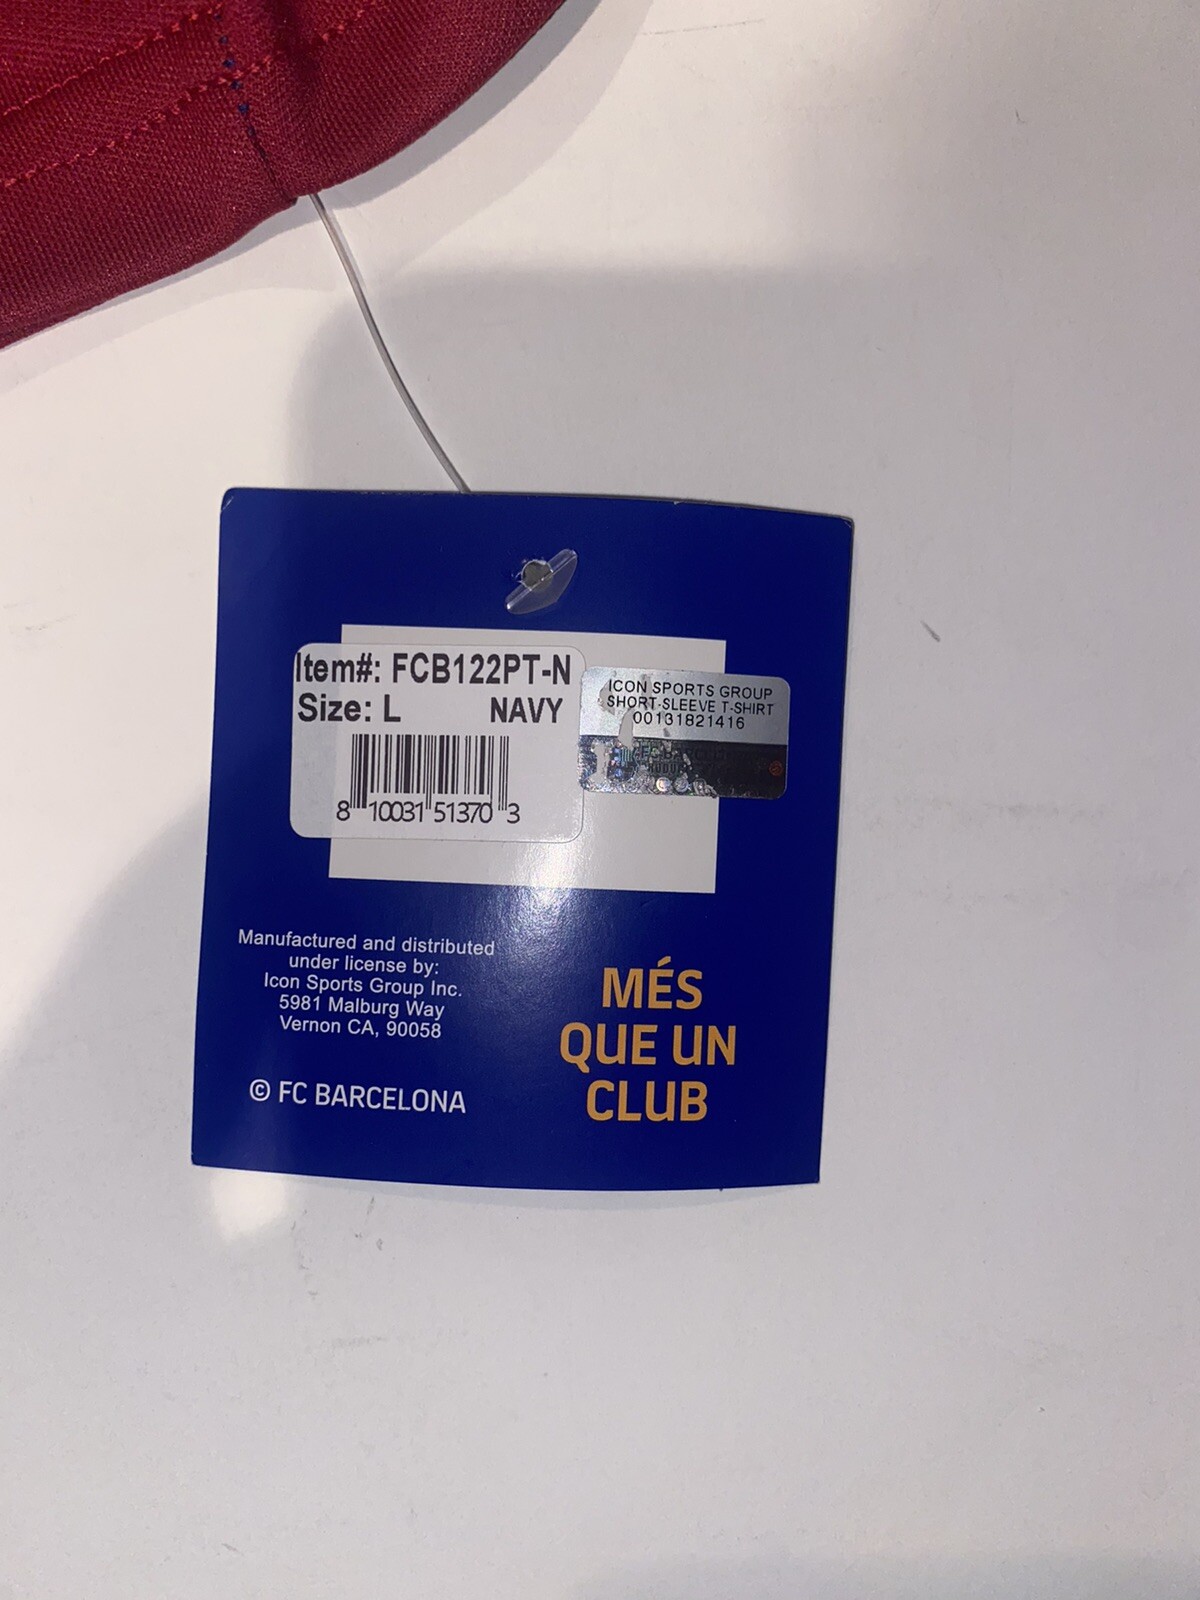 Item#: FCB122PT-N
Size: L NAVY
8 10031 51370 3
ICON SPORTS GROUP
SHORT-SLEEVE T-SHIRT
00131821416
Manufactured and distributed
under license by:
Icon Sports Group Inc.
5981 Malburg Way
Vernon CA, 90058
© FC BARCELONA
MÉS
QUE UN
CLUB